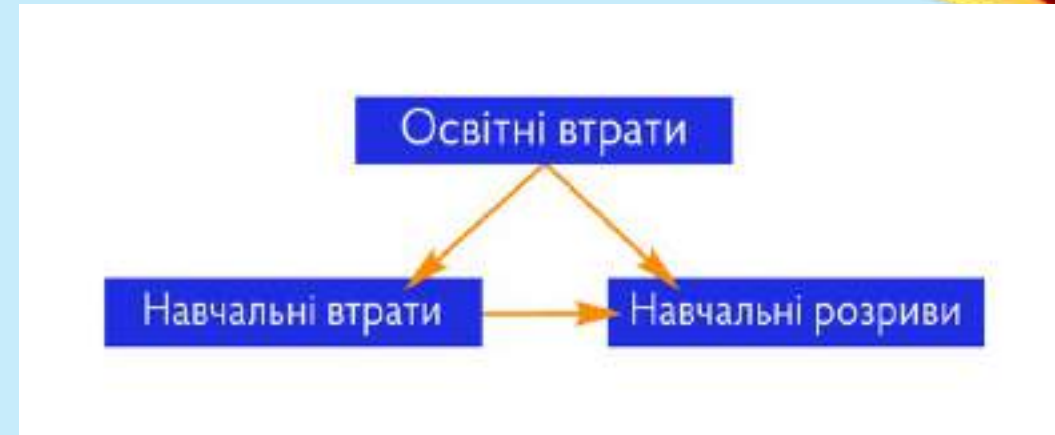 Освітні втрати
Навчальні втрати
Навчальні розриви